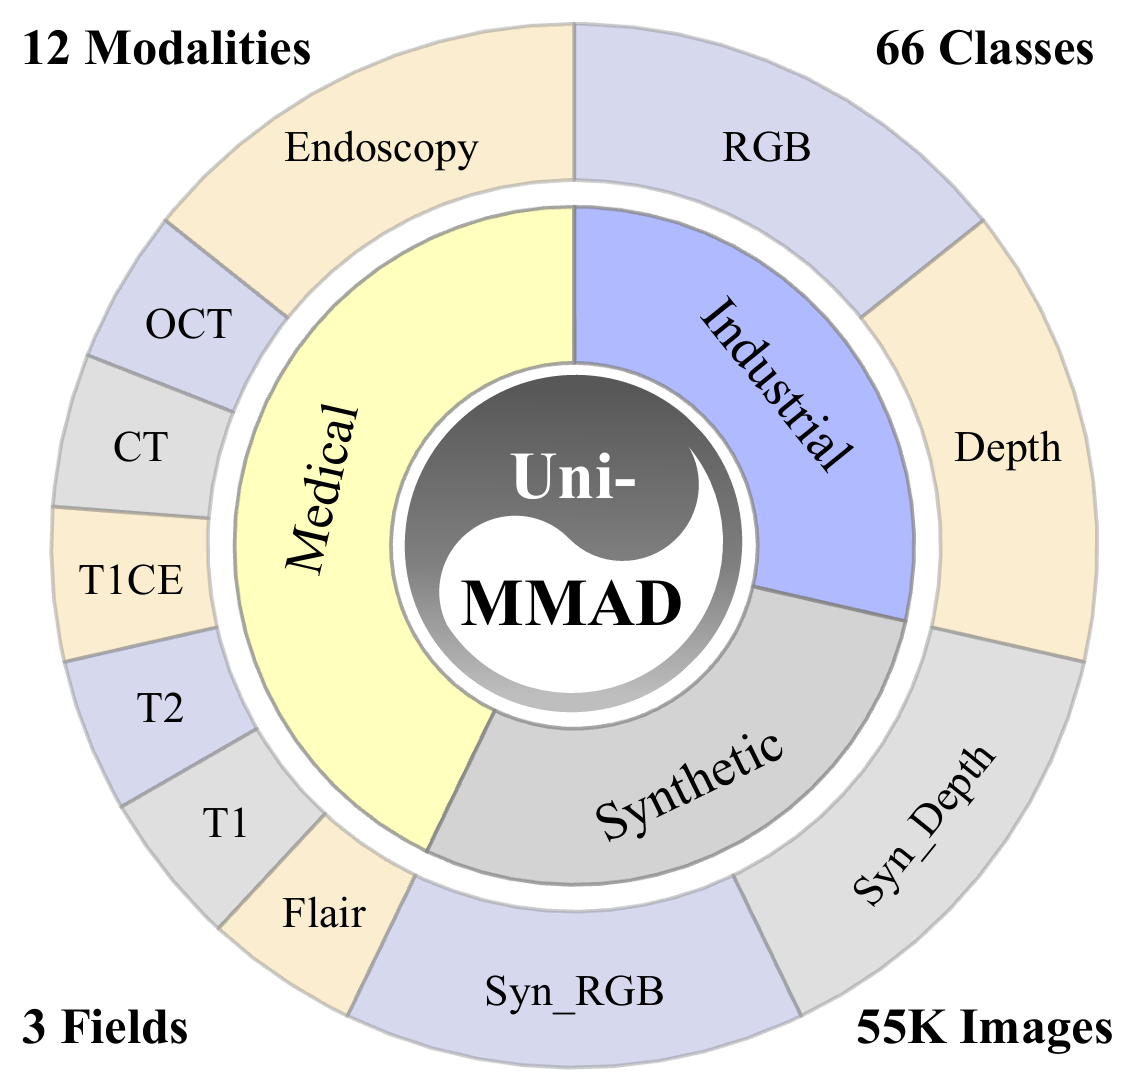 12 Modalities
66 Classes
Endoscopy
RGB
OCT
Industrial
CT
Depth
Medical
Uni-
MMAD
T1CE
T2
Synthetic
T1
Syn_Depth
Flair
Syn_RGB
3 Fields
55K Images